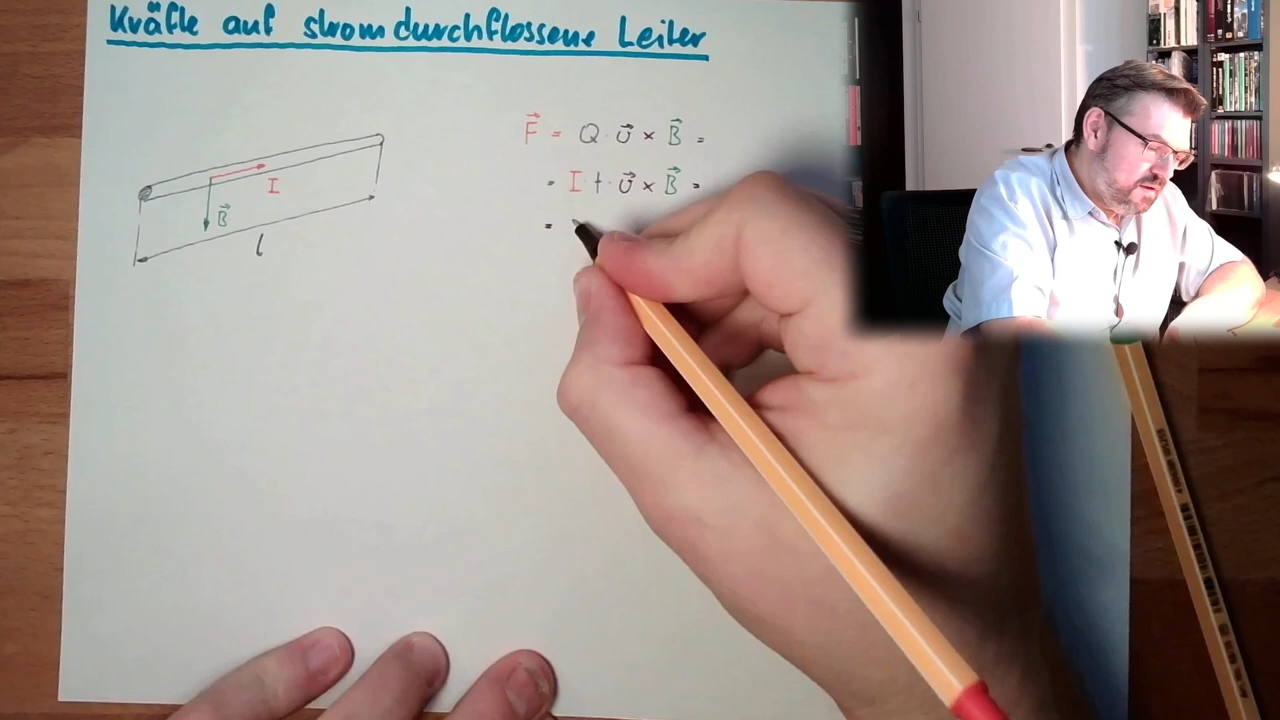 Kräfte auf stromdurchflossene Leiter
F⃗ = Q · v⃗ × B⃗ =
I
= I · t · v⃗ × B⃗ =
B⃗
=
l